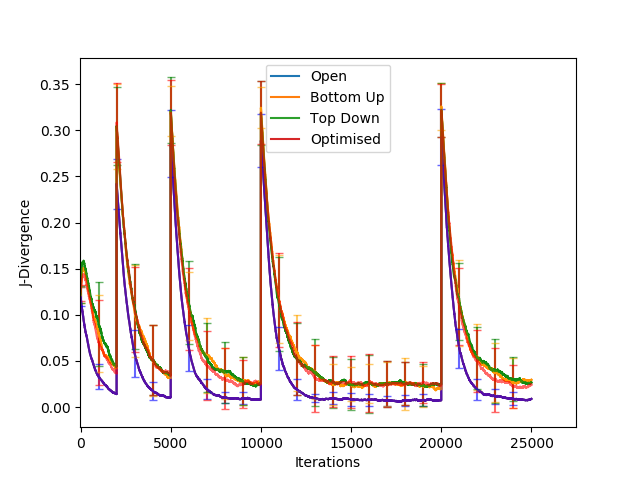 Open
Bottom Up
Top Down
Optimised
J-Divergence
0.35
0.30
0.25
0.20
0.15
0.10
0.05
0.00
0
5000
10000
15000
20000
25000
Iterations